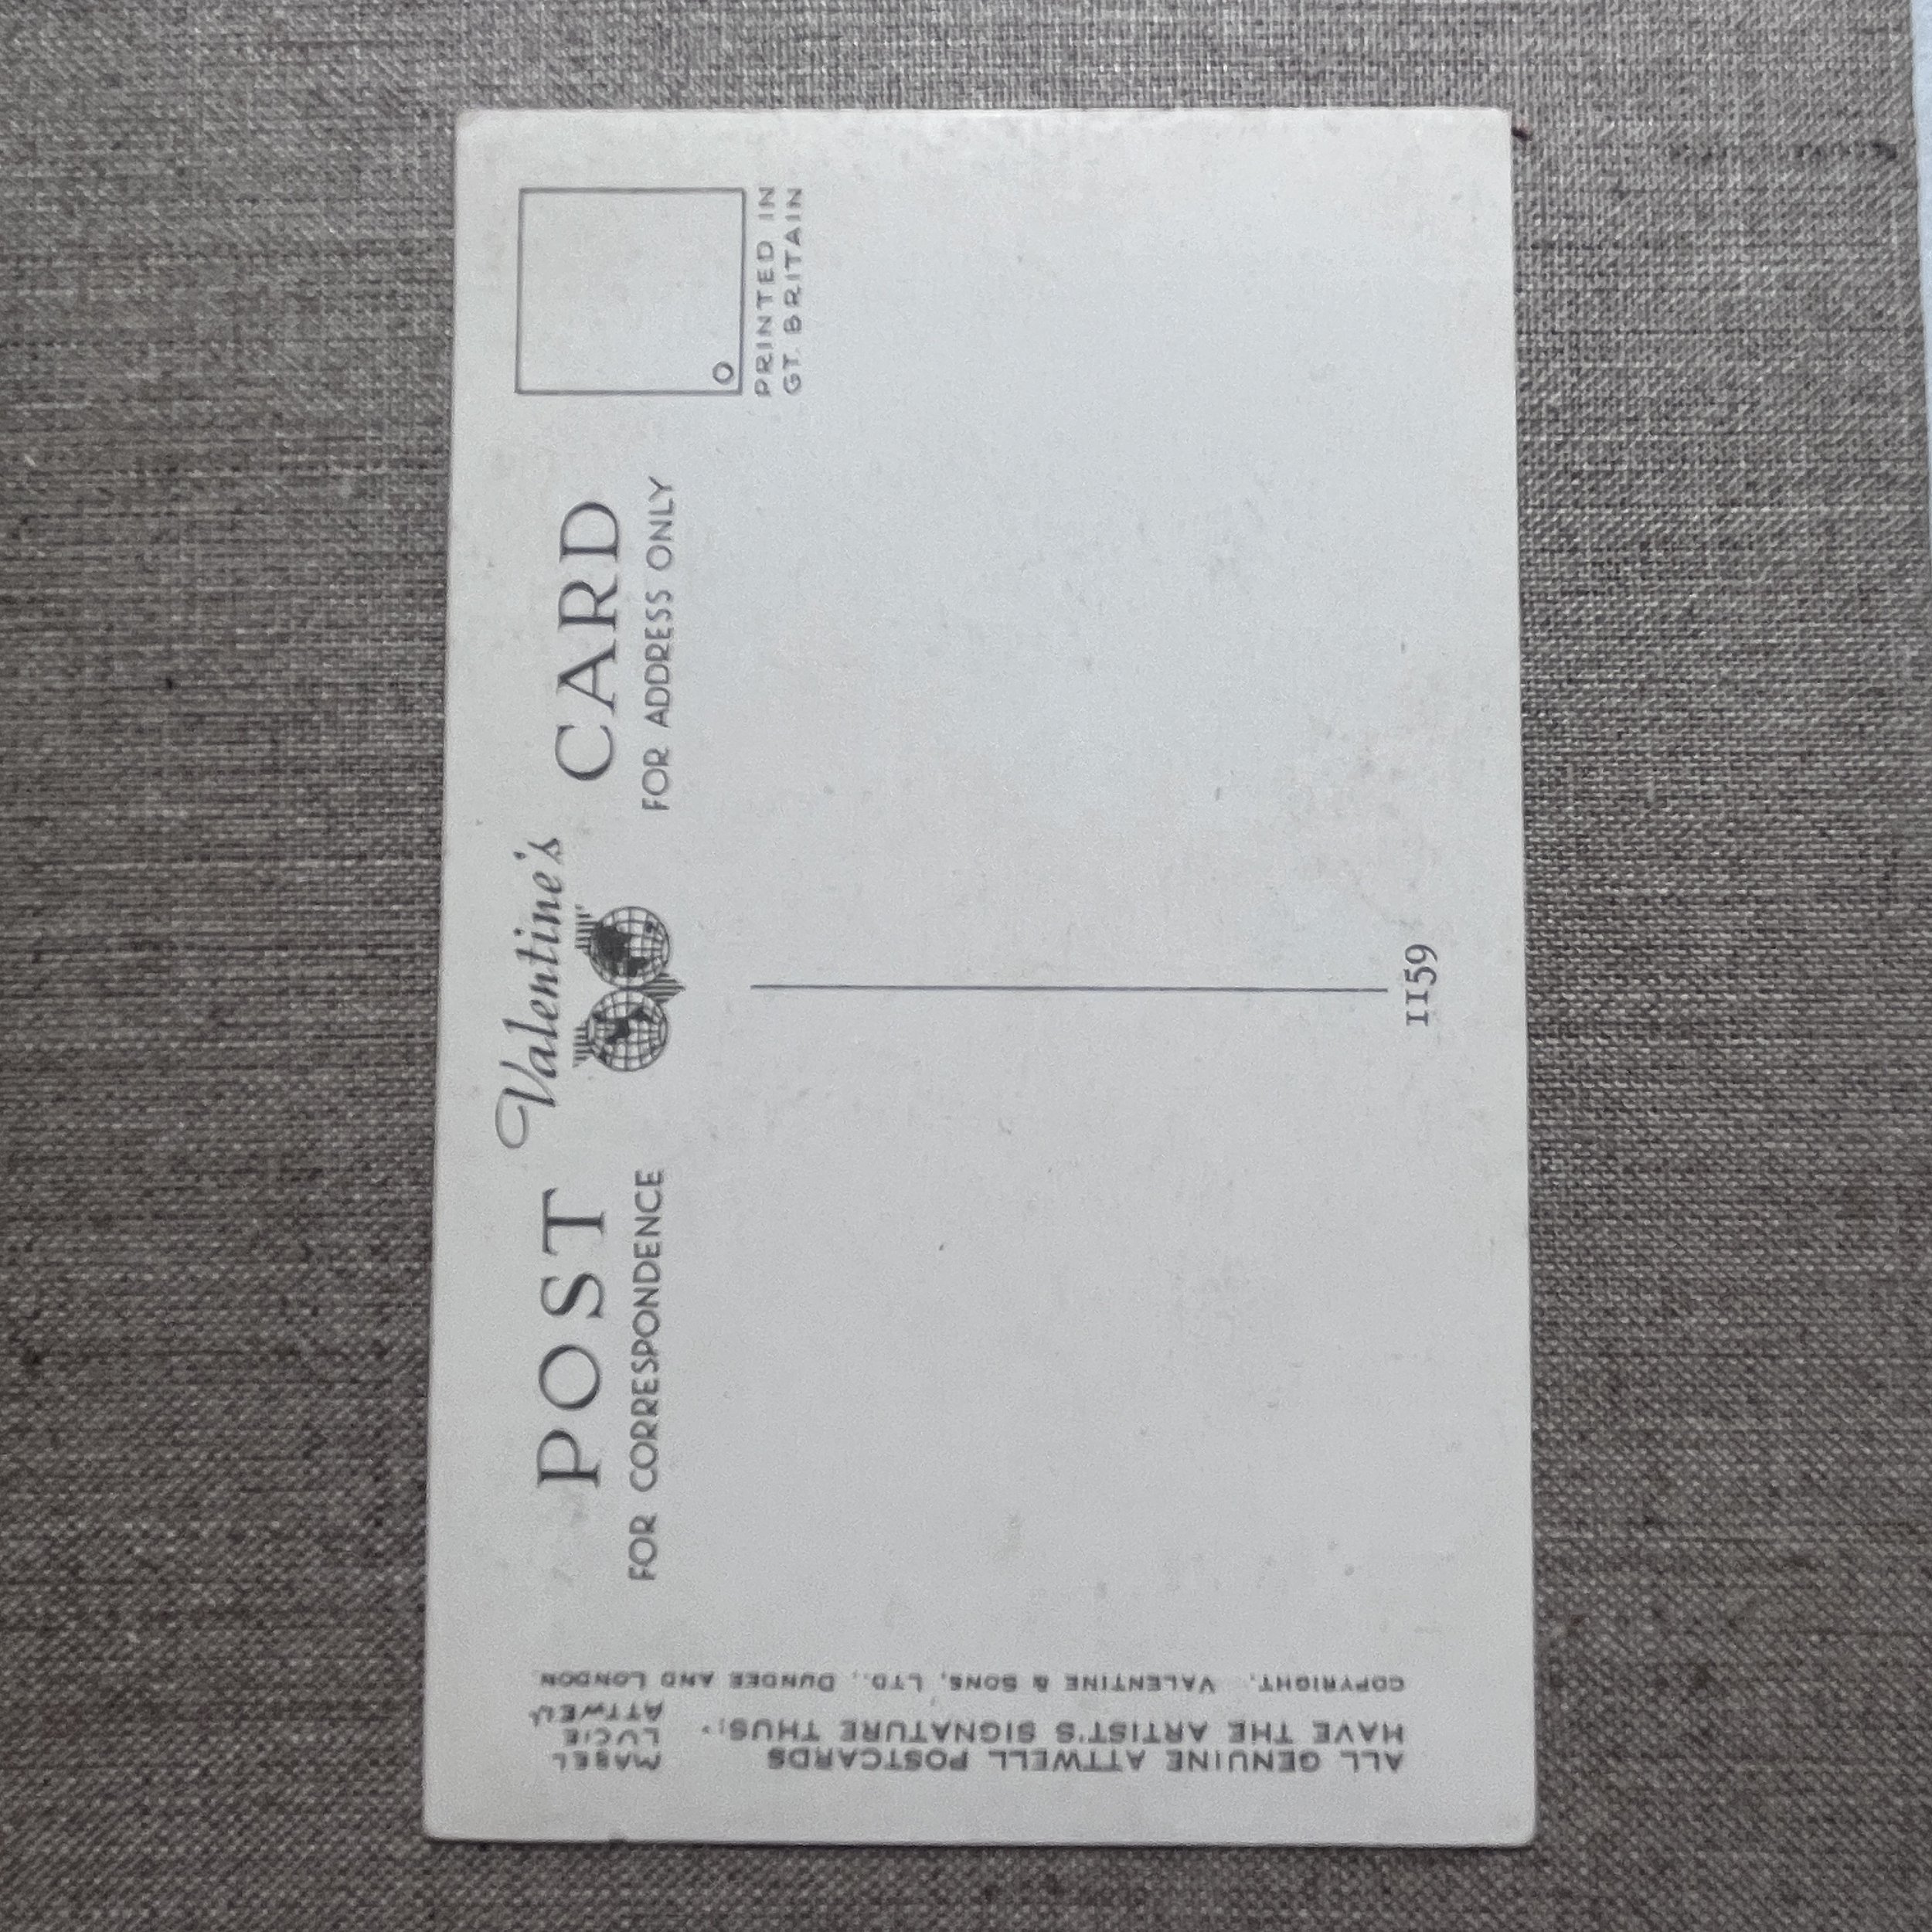 Valentine's
POST CARD
FOR CORRESPONDENCE
FOR ADDRESS ONLY
O
PRINTED IN
GT. BRITAIN
1159
ALL GENUINE ATTWELL POSTCARDS
HAVE THE ARTIST'S SIGNATURE THUS:-
MABEL
LUCIE
ATTWELL
COPYRIGHT. VALENTINE & SONS, LTD., DUNDEE AND LONDON.